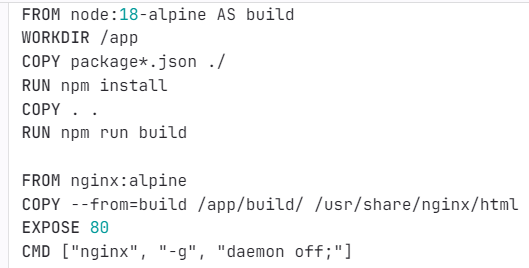 FROM node:18-alpine AS build
WORKDIR /app
COPY package*.json ./
RUN npm install
COPY . .
RUN npm run build
FROM nginx:alpine
COPY --from=build /app/build/ /usr/share/nginx/html
EXPOSE 80
CMD ["nginx", "-g", "daemon off;"]